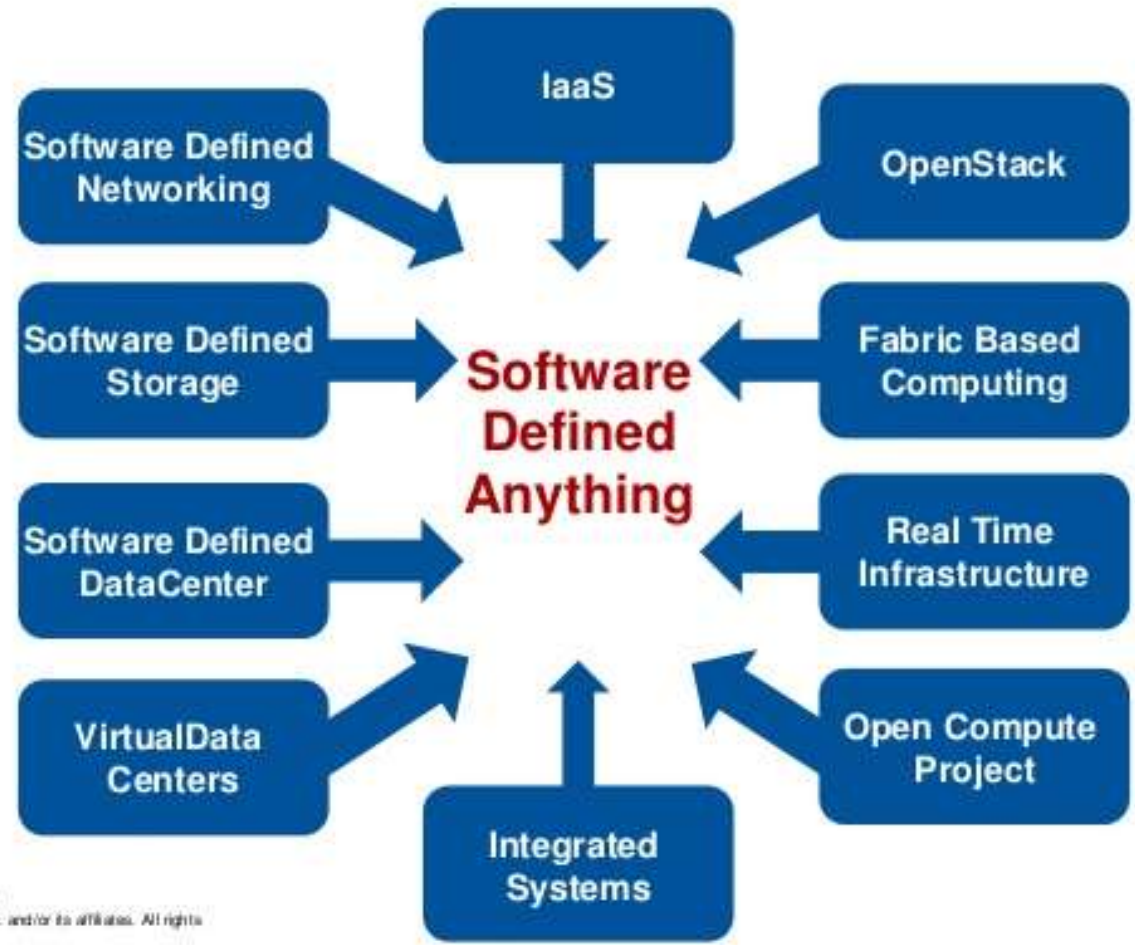 IaaS
Software Defined
Networking
OpenStack
Software Defined
Storage
Fabric Based
Computing
Software
Defined
Anything
Software Defined
DataCenter
Real Time
Infrastructure
VirtualData
Centers
Open Compute
Project
Integrated
Systems
. and/or its affiliates. All rights